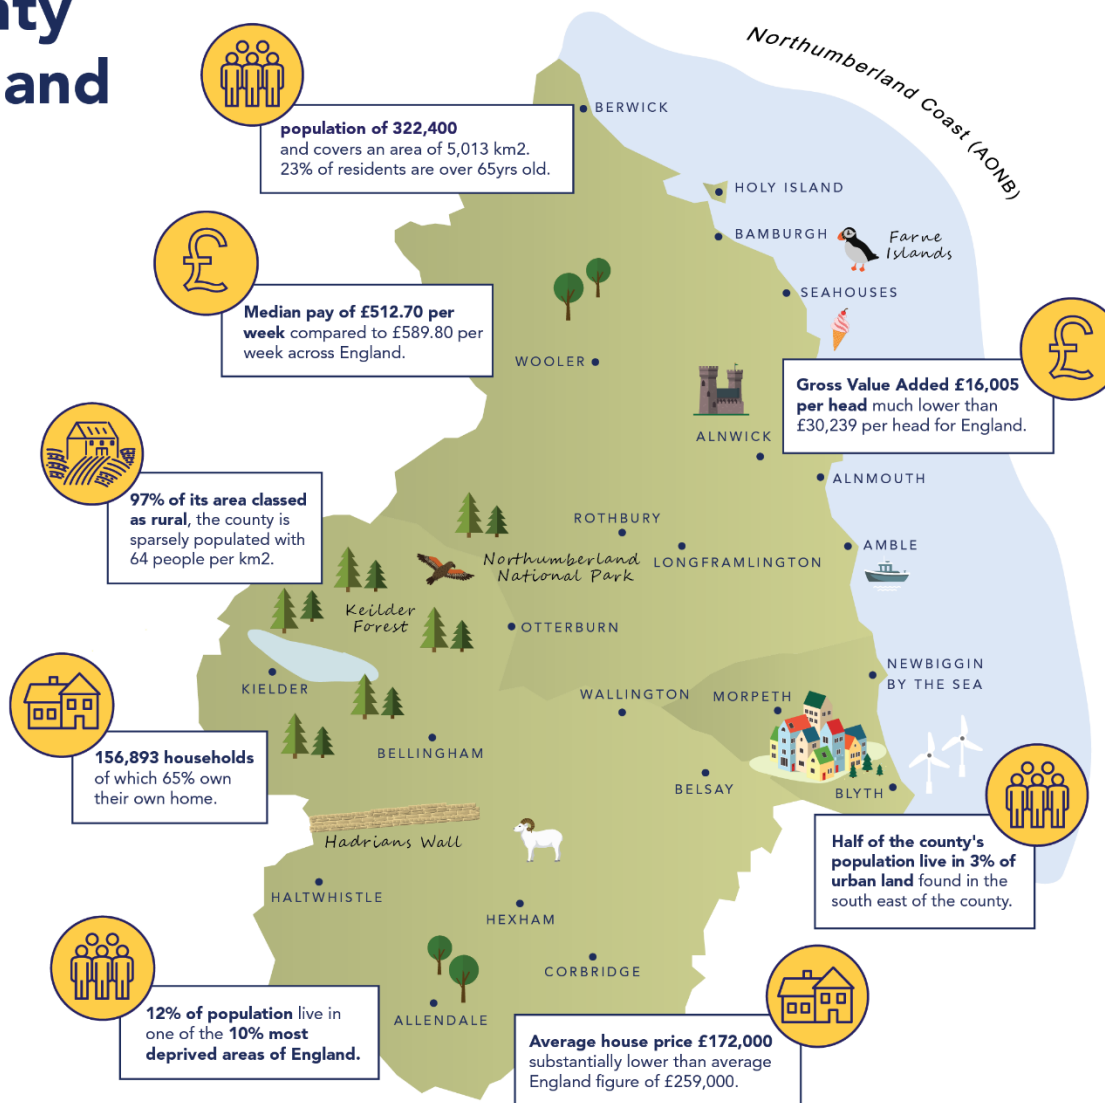 nty
and
Northumberland Coast (AONB)
BERWICK
population of 322,400
and covers an area of 5,013 km2.
23% of residents are over 65yrs old.
HOLY ISLAND
BAMBURGH
Farne
Islands
SEAHOUSES
Median pay of £512.70 per
week compared to £589.80 per
week across England.
WOOLER
Gross Value Added £16,005
per head much lower than
£30,239 per head for England.
ALNWICK
ALNMOUTH
97% of its area classed
as rural, the county is
sparsely populated with
64 people per km2.
ROTHBURY
LONGFRAMLINGTON
AMBLE
Northumberland
National Park
Keilder
Forest
OTTERBURN
KIELDER
NEWBIGGIN
BY THE SEA
WALLINGTON
MORPETH
BELLINGHAM
156,893 households
of which 65% own
their own home.
BELSAY
BLYTH
Hadrians Wall
Half of the county's
population live in 3% of
urban land found in the
south east of the county.
HALTWHISTLE
HEXHAM
CORBRIDGE
ALLENDALE
12% of population live in
one of the 10% most
deprived areas of England.
Average house price £172,000
substantially lower than average
England figure of £259,000.